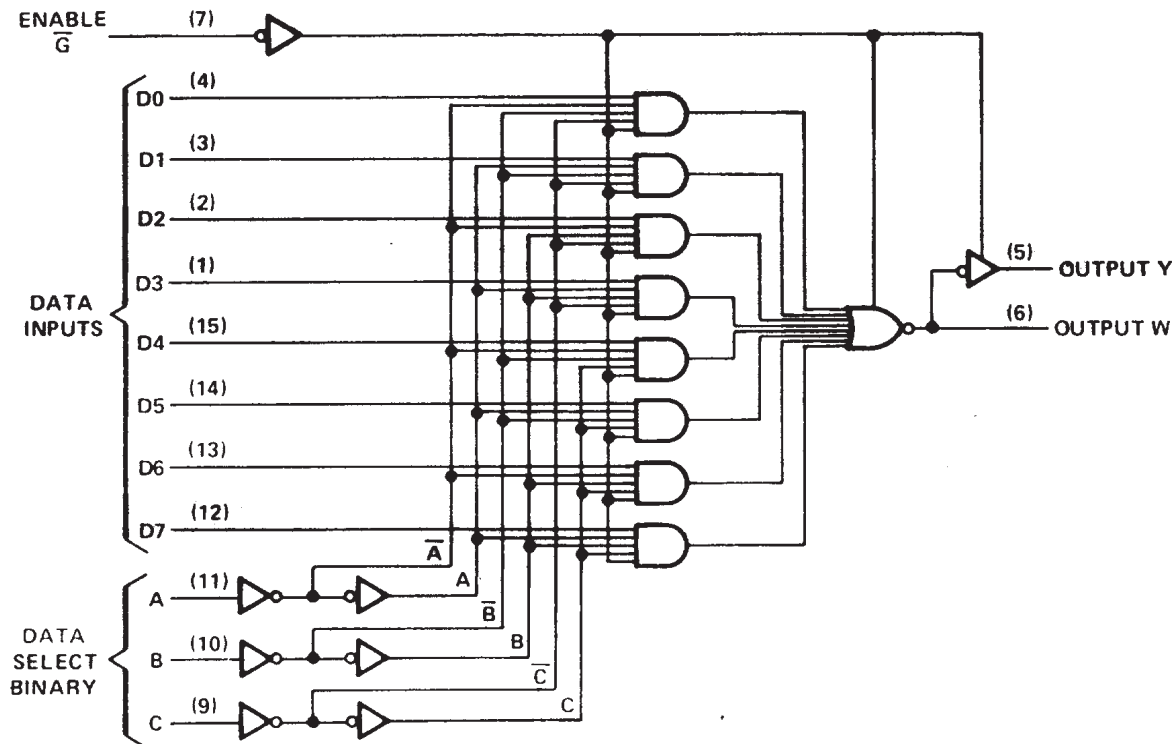 ENABLE
G̅
(7)
D0 (4)
D1 (3)
D2 (2)
D3 (1)
D4 (15)
D5 (14)
D6 (13)
D7 (12)
DATA
INPUTS
(5) OUTPUT Y
(6) OUTPUT W
A̅
A
B̅
B
C̅
C
A (11)
B (10)
C (9)
DATA
SELECT
BINARY